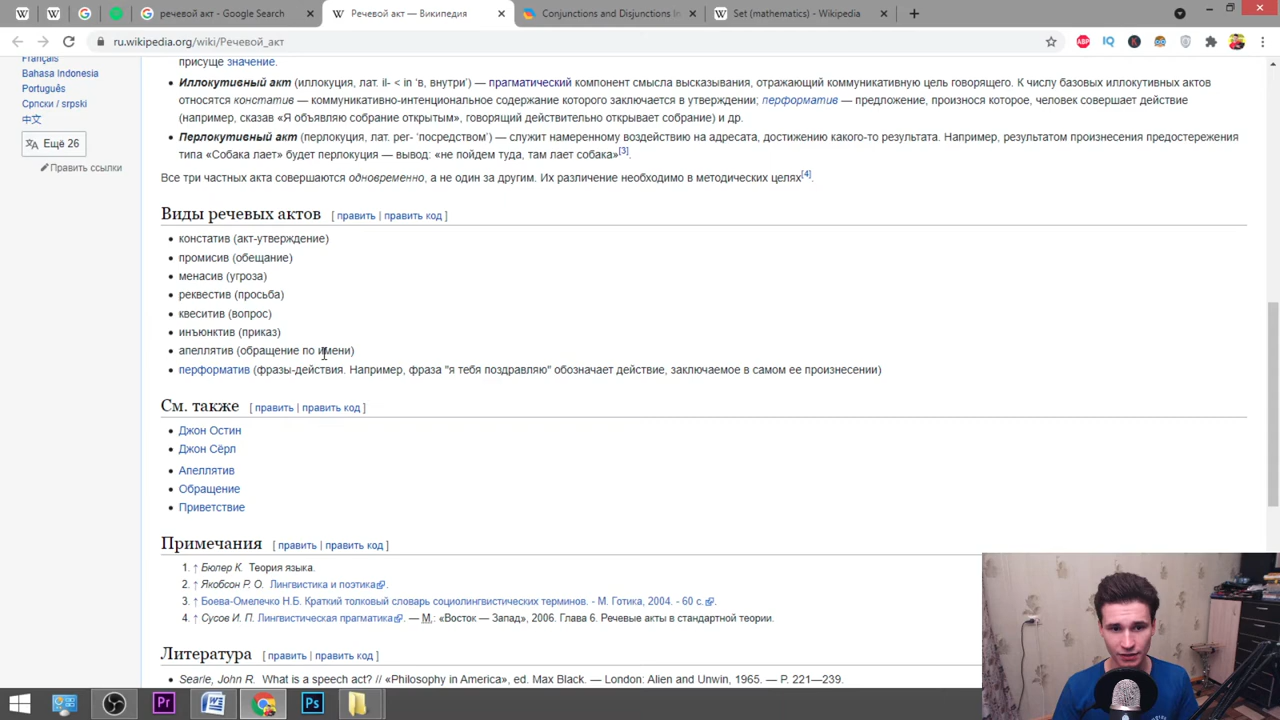 речевой акт - Google Search
Речевой акт — Википедия
Conjunctions and Disjunctions In
Set (mathematics) - Wikipedia
ru.wikipedia.org/wiki/Речевой_акт
ABP
IQ
Français
Bahasa Indonesia
Português
Српски / srpski
中文
Ещё 26
Править ссылки
присуще значение.
Иллокутивный акт (иллокуция, лат. il- < in 'в, внутри') — прагматический компонент смысла высказывания, отражающий коммуникативную цель говорящего. К числу базовых иллокутивных актов
относятся констатив — коммуникативно-интенциональное содержание которого заключается в утверждении; перформатив — предложение, произнося которое, человек совершает действие
(например, сказав «Я объявляю собрание открытым», говорящий действительно открывает собрание) и др.
Перлокутивный акт (перлокуция, лат. per- 'посредством') — служит намеренному воздействию на адресата, достижению какого-то результата. Например, результатом произнесения предостережения
типа «Собака лает» будет перлокуция — вывод: «не пойдем туда, там лает собака»[3].
Все три частных акта совершаются одновременно, а не один за другим. Их различение необходимо в методических целях[4].
Виды речевых актов [ править | править код ]
констатив (акт-утверждение)
промисив (обещание)
менасив (угроза)
реквестив (просьба)
квеситив (вопрос)
инъюнктив (приказ)
апеллятив (обращение по имени)
перформатив (фразы-действия. Например, фраза "я тебя поздравляю" обозначает действие, заключаемое в самом ее произнесении)
См. также [ править | править код ]
Джон Остин
Джон Сёрл
Апеллятив
Обращение
Приветствие
Примечания [ править | править код ]
1. ↑ Бюлер К. Теория языка.
2. ↑ Якобсон Р. О. Лингвистика и поэтика.
3. ↑ Боева-Омелечко Н.Б. Краткий толковый словарь социолингвистических терминов. - М. Готика, 2004. - 60 с.
4. ↑ Сусов И. П. Лингвистическая прагматика. — М.: «Восток — Запад», 2006. Глава 6. Речевые акты в стандартной теории.
Литература [ править | править код ]
Searle, John R. What is a speech act? // «Philosophy in America», ed. Max Black. — London: Alien and Unwin, 1965. — P. 221—239.
Pr
Ps